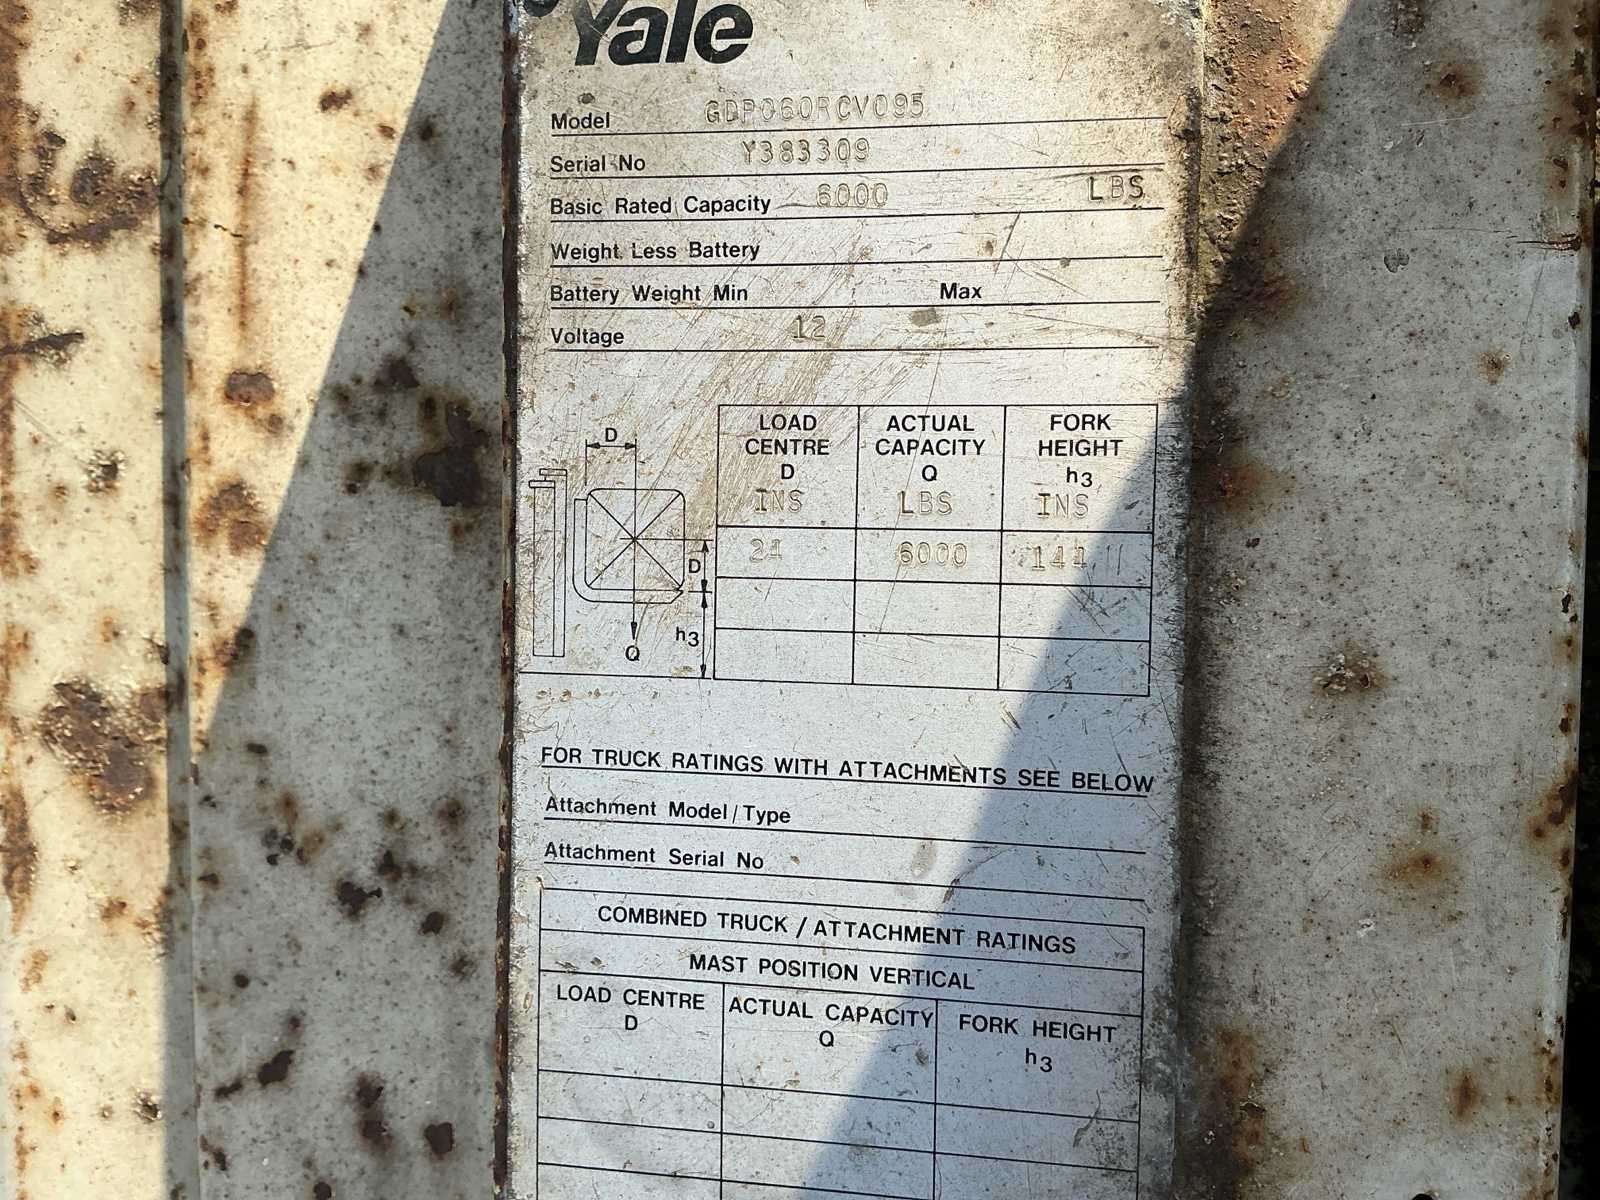 Yale
Model GDP060RCV095
Serial No Y383309
Basic Rated Capacity 6000 LBS
Weight Less Battery
Battery Weight Min Max
Voltage 12
D
D
h3
Q
LOAD CENTRE D INS
ACTUAL CAPACITY Q LBS
FORK HEIGHT h3 INS
24 6000 144"
FOR TRUCK RATINGS WITH ATTACHMENTS SEE BELOW
Attachment Model / Type
Attachment Serial No
COMBINED TRUCK / ATTACHMENT RATINGS
MAST POSITION VERTICAL
LOAD CENTRE D
ACTUAL CAPACITY Q
FORK HEIGHT h3